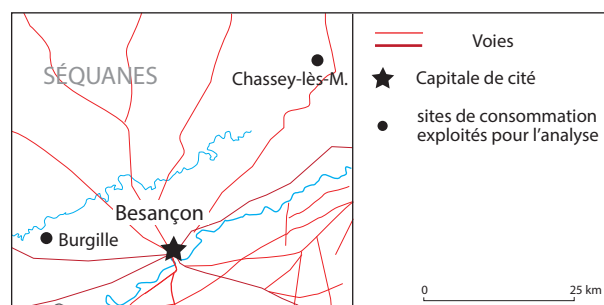 SÉQUANES
Chassey-lès-M.
Besançon
Burgille
Voies
Capitale de cité
sites de consommation
exploités pour l'analyse
0
25 km